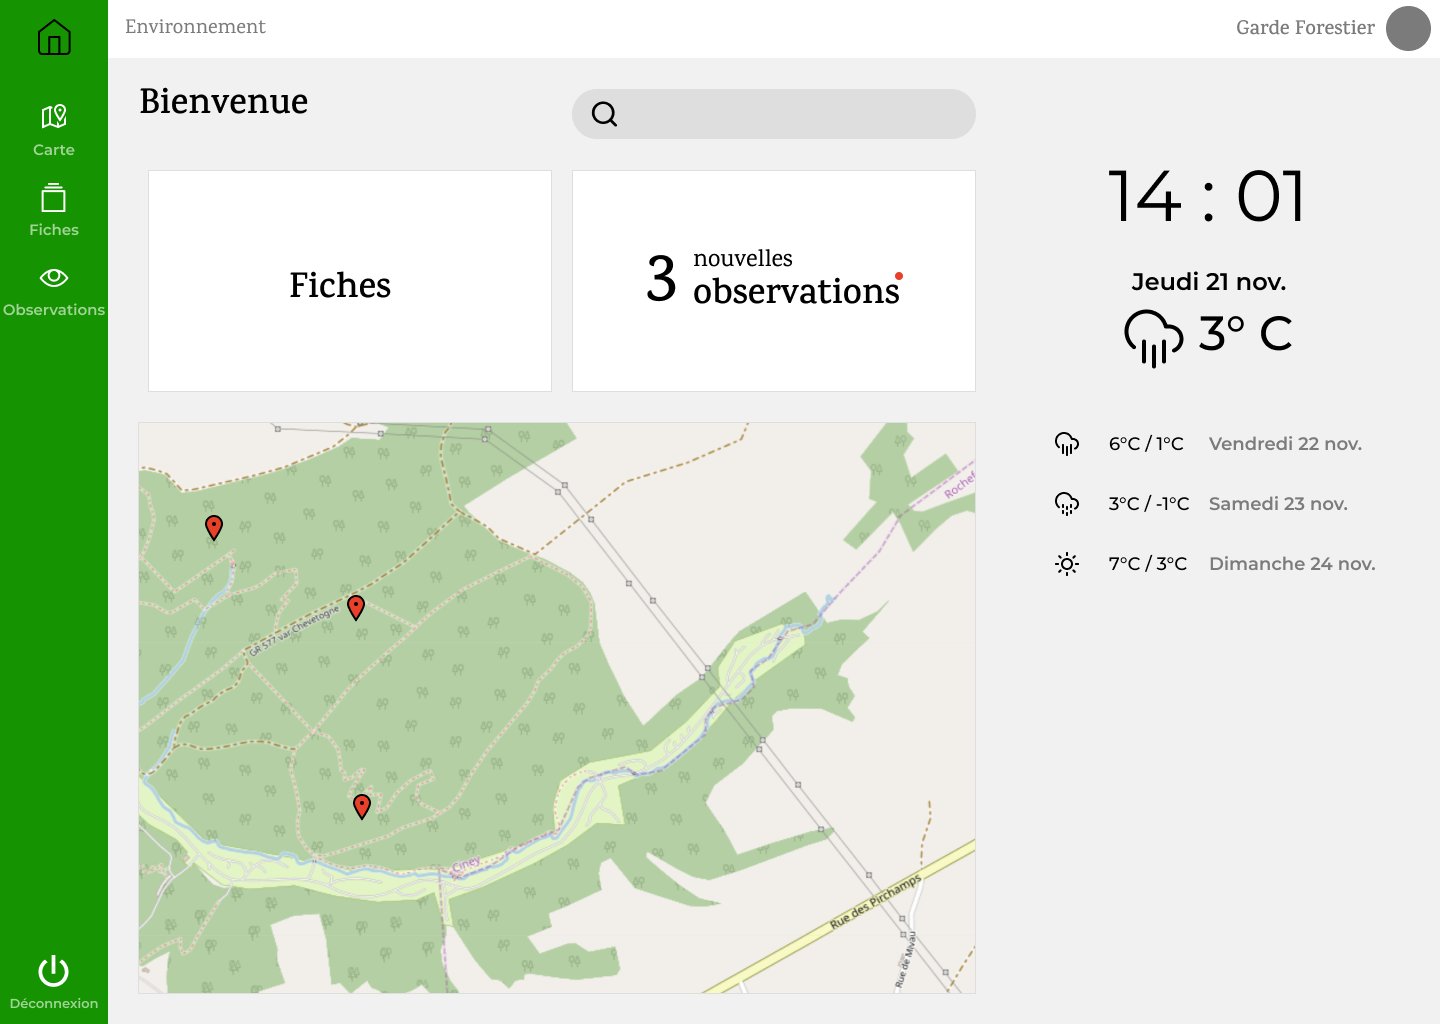 Environnement
Garde Forestier
Carte
Fiches
Observations
Déconnexion
Bienvenue
Fiches
3 nouvelles
observations
14 : 01
Jeudi 21 nov.
3° C
6°C / 1°C Vendredi 22 nov.
3°C / -1°C Samedi 23 nov.
7°C / 3°C Dimanche 24 nov.
Rochef
GR 577 var Chevetogne
Ciney
Rue des Pirchamps
Rue de Mivau